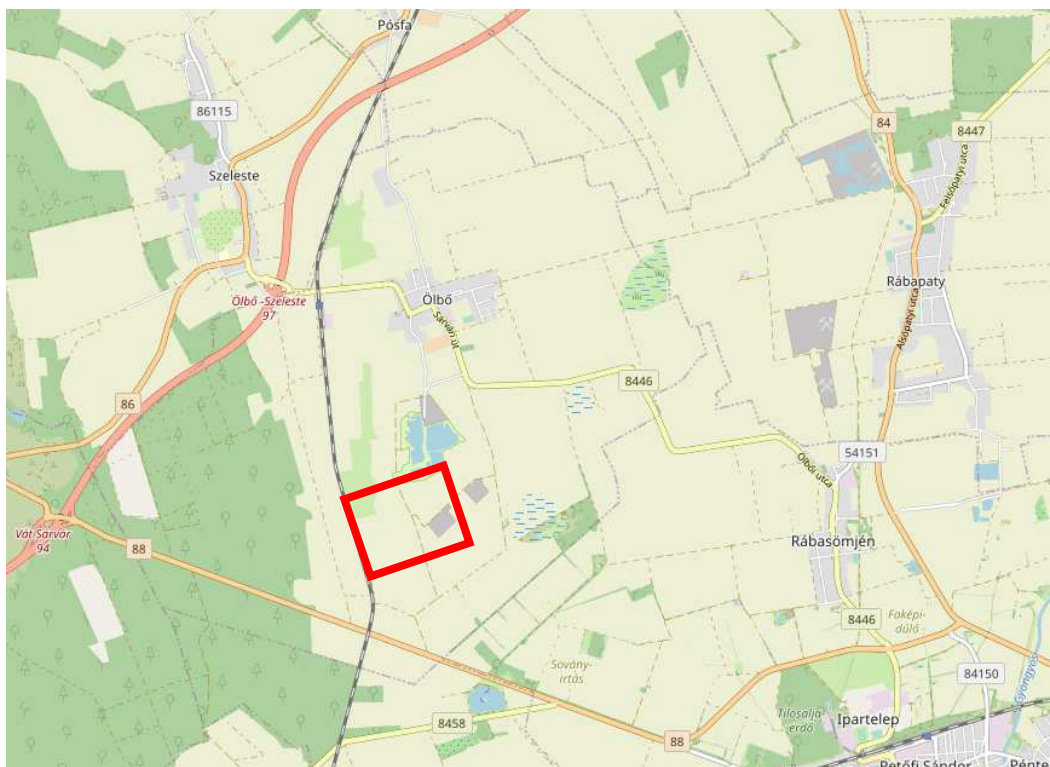 Pósfa
86115
84
8447
Szeleste
Felsőpatyi utca
Rábapaty
Ölbő -Szeleste
97
Ölbő
Sárvári út
Alsópatyi utca
8446
86
54151
Ölbői utca
Vát-Sárvár
94
88
Rábasömjén
8446
Faképi-
dűlő
Sovány-
irtás
84150
Gyöngyös
8458
Tilosalja
erdő
Ipartelep
88
Petőfi Sándor
Pénte